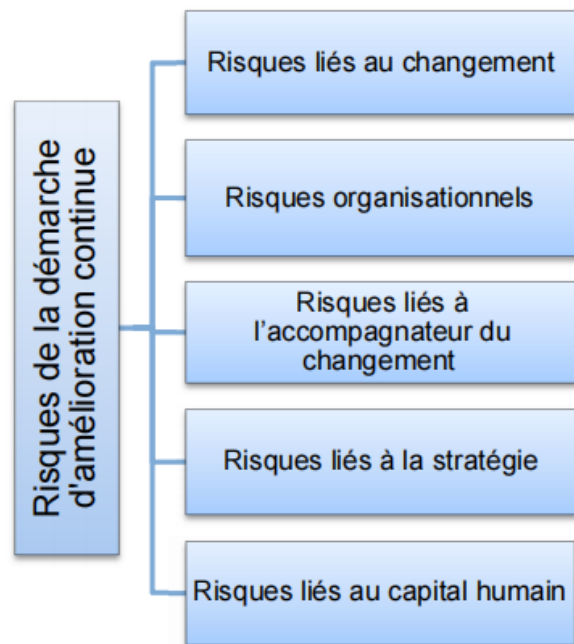 Risques de la démarche
d'amélioration continue
Risques liés au changement
Risques organisationnels
Risques liés à
l’accompagnateur du
changement
Risques liés à la stratégie
Risques liés au capital humain